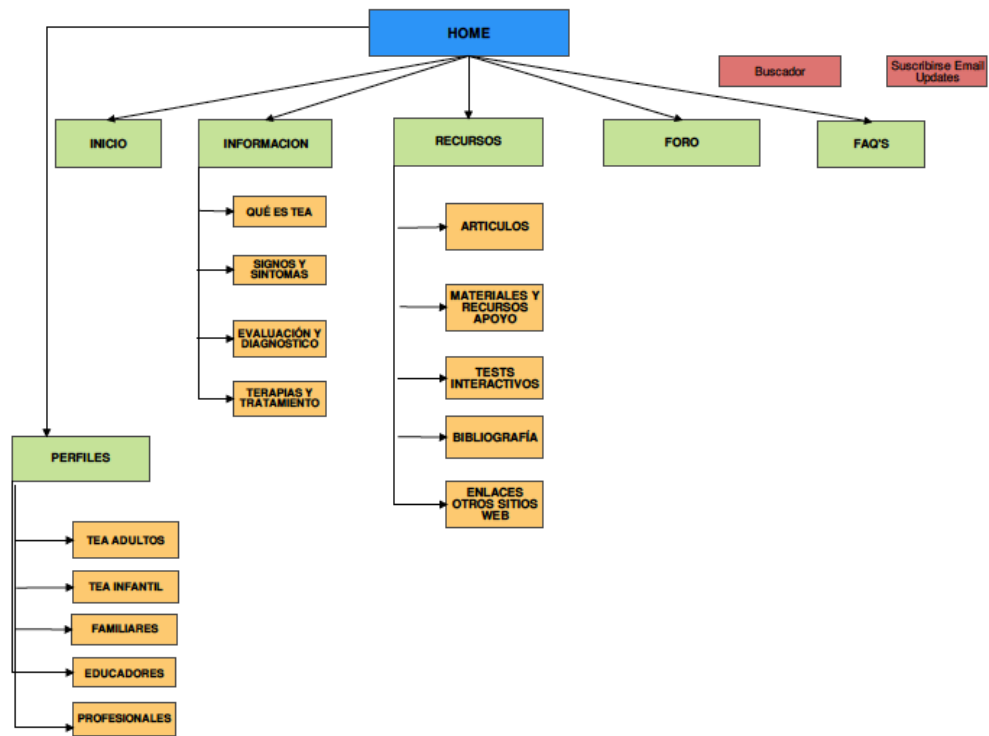 HOME
Buscador
Suscribirse Email
Updates
INICIO
INFORMACION
RECURSOS
FORO
FAQ'S
QUÉ ES TEA
SIGNOS Y
SINTOMAS
EVALUACIÓN Y
DIAGNOSTICO
TERAPIAS Y
TRATAMIENTO
ARTICULOS
MATERIALES Y
RECURSOS
APOYO
TESTS
INTERACTIVOS
BIBLIOGRAFÍA
ENLACES
OTROS SITIOS
WEB
PERFILES
TEA ADULTOS
TEA INFANTIL
FAMILIARES
EDUCADORES
PROFESIONALES